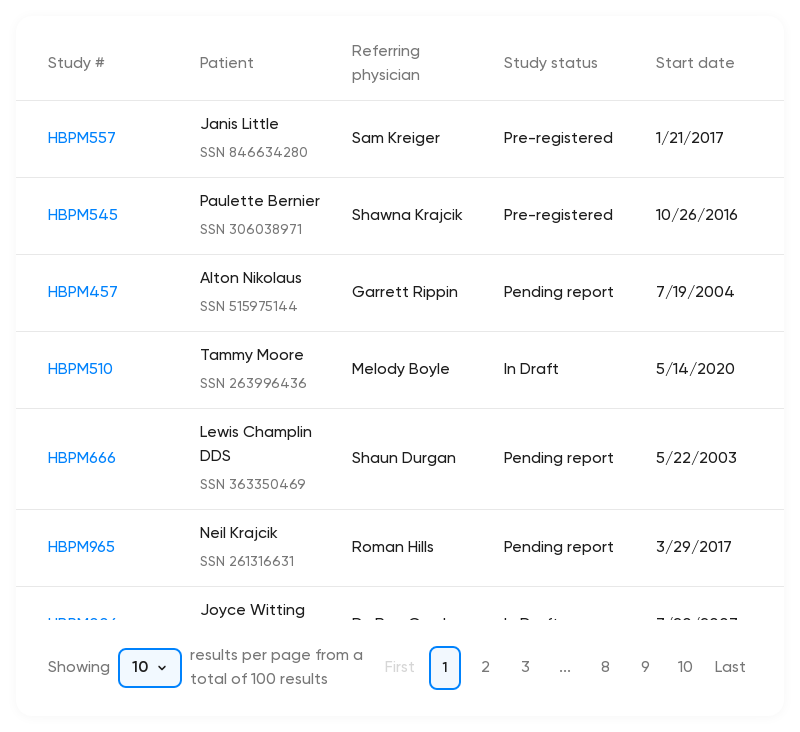 Study # Patient Referring physician Study status Start date
HBPM557 Janis Little SSN 846634280 Sam Kreiger Pre-registered 1/21/2017
HBPM545 Paulette Bernier SSN 306038971 Shawna Krajcik Pre-registered 10/26/2016
HBPM457 Alton Nikolaus SSN 515975144 Garrett Rippin Pending report 7/19/2004
HBPM510 Tammy Moore SSN 263996436 Melody Boyle In Draft 5/14/2020
HBPM666 Lewis Champlin DDS SSN 363350469 Shaun Durgan Pending report 5/22/2003
HBPM965 Neil Krajcik SSN 261316631 Roman Hills Pending report 3/29/2017
Joyce Witting In Draft
Showing 10 results per page from a total of 100 results First 1 2 3 ... 8 9 10 Last